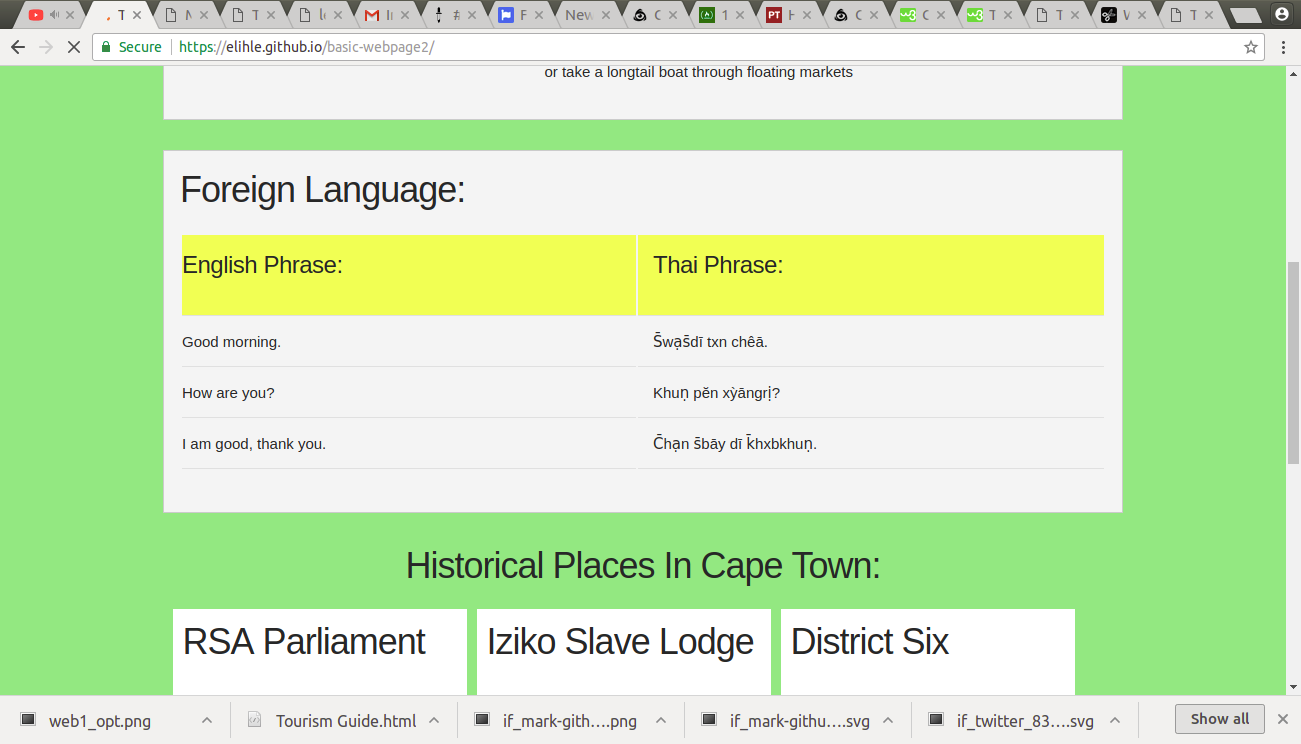 T
N
T
le
In
F
New
C
1
H
C
C
T
T
W
T
Secure https://elihle.github.io/basic-webpage2/
or take a longtail boat through floating markets
Foreign Language:
English Phrase: Thai Phrase:
Good morning. S̄wạs̄dī txn chêā.
How are you? Khuṇ pĕn xỳāngrị?
I am good, thank you. C̄hạn s̄bāy dī k̄hxbkhuṇ.
Historical Places In Cape Town:
RSA Parliament Iziko Slave Lodge District Six
web1_opt.png Tourism Guide.html if_mark-gith....png if_mark-githu....svg if_twitter_83....svg Show all